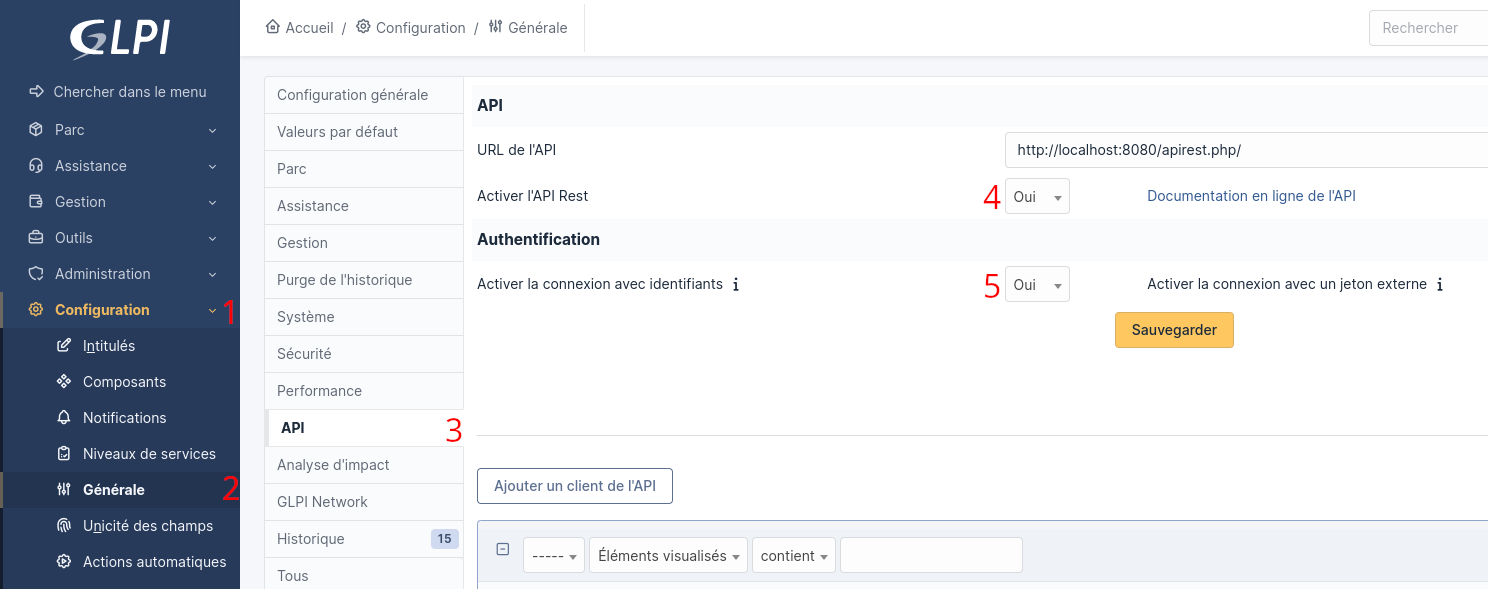 GLPI
Chercher dans le menu
Parc
Assistance
Gestion
Outils
Administration
Configuration 1
Intitulés
Composants
Notifications
Niveaux de services
Générale 2
Unicité des champs
Actions automatiques
Accueil / Configuration / Générale
Rechercher
Configuration générale
Valeurs par défaut
Parc
Assistance
Gestion
Purge de l'historique
Système
Sécurité
Performance
API 3
Analyse d'impact
GLPI Network
Historique 15
Tous
API
URL de l'API http://localhost:8080/apirest.php/
Activer l'API Rest 4 Oui Documentation en ligne de l'API
Authentification
Activer la connexion avec identifiants 5 Oui Activer la connexion avec un jeton externe
Sauvegarder
Ajouter un client de l'API
----- Éléments visualisés contient